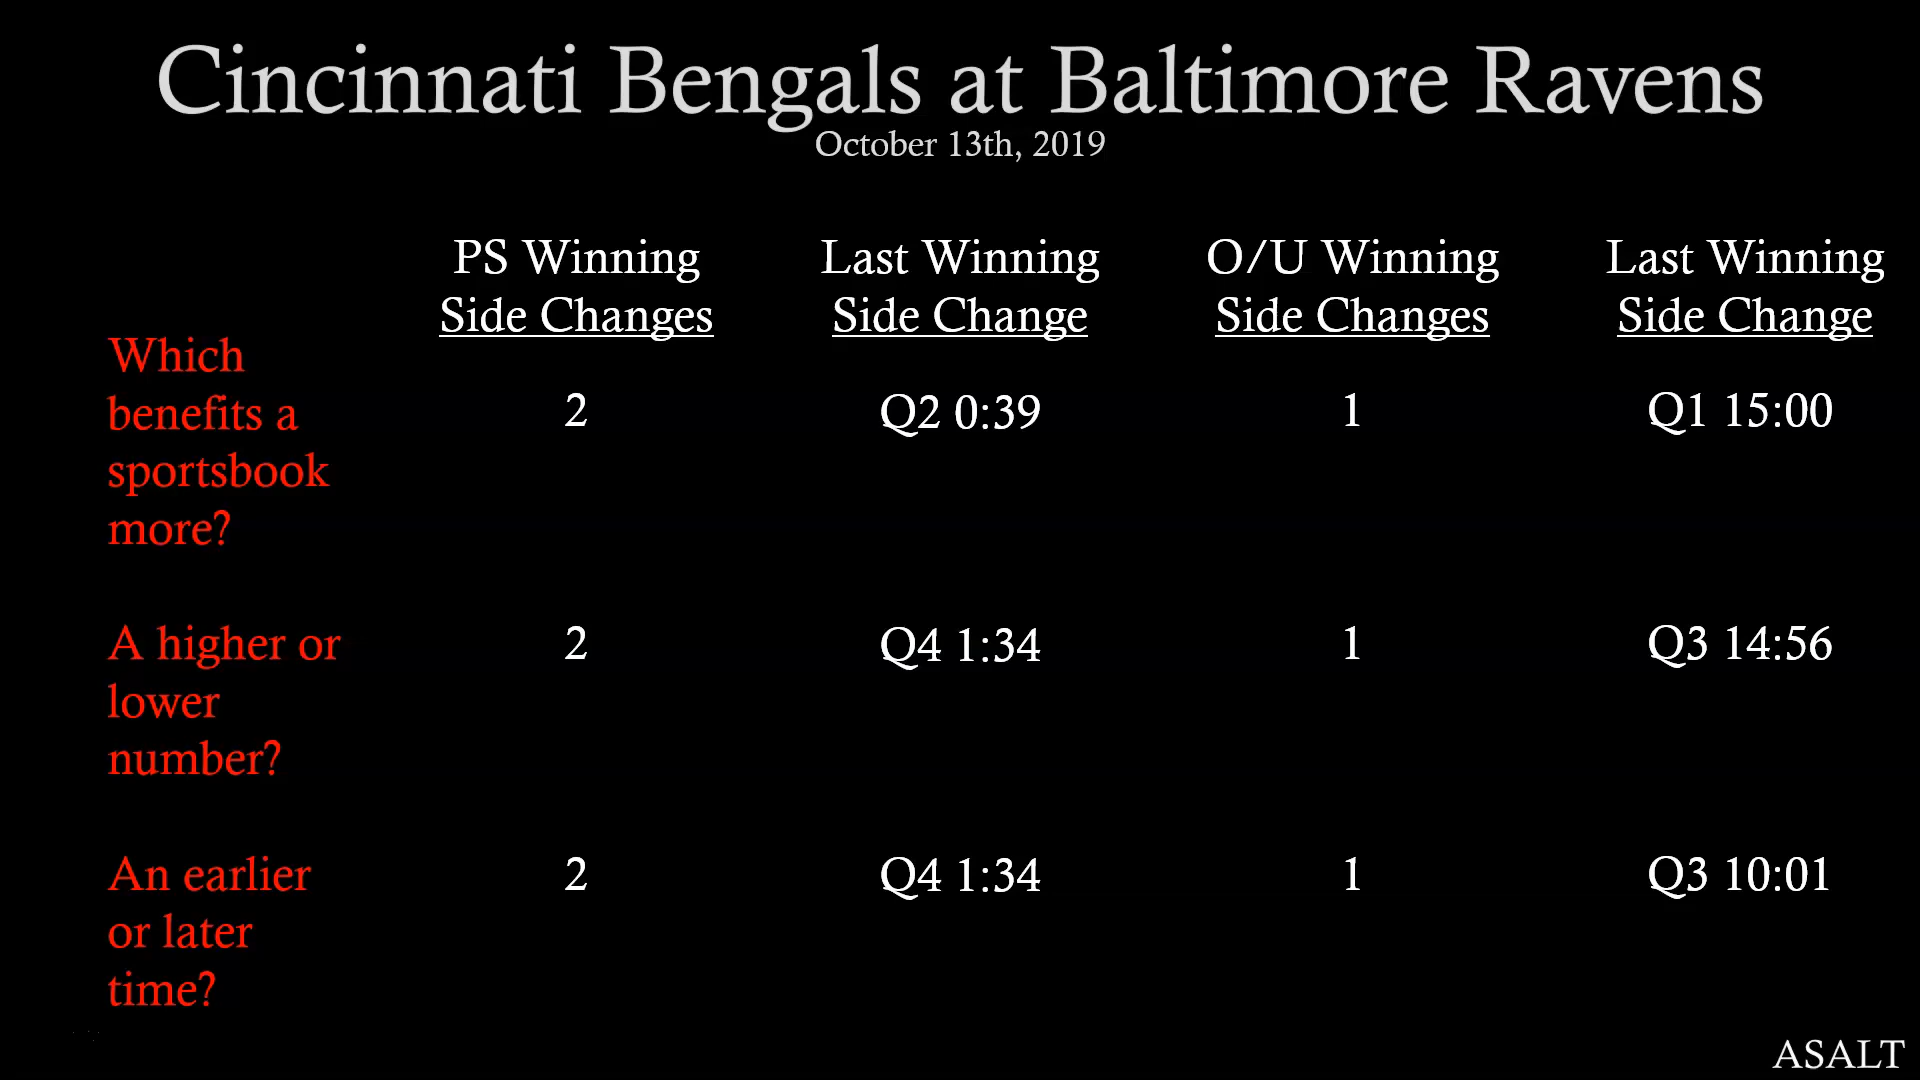 Cincinnati Bengals at Baltimore Ravens
October 13th, 2019
PS Winning Last Winning O/U Winning Last Winning
Side Changes Side Change Side Changes Side Change
Which
benefits a 2 Q2 0:39 1 Q1 15:00
sportsbook
more?
A higher or 2 Q4 1:34 1 Q3 14:56
lower
number?
An earlier 2 Q4 1:34 1 Q3 10:01
or later
time?
ASALT